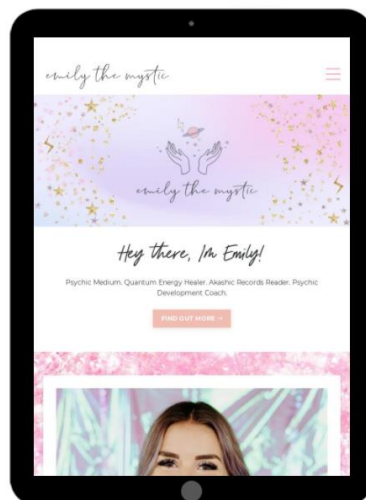 emily the mystic
emily the mystic
Hey there, Im Emily!
Psychic Medium. Quantum Energy Healer. Akashic Records Reader. Psychic
Development Coach.
FIND OUT MORE →